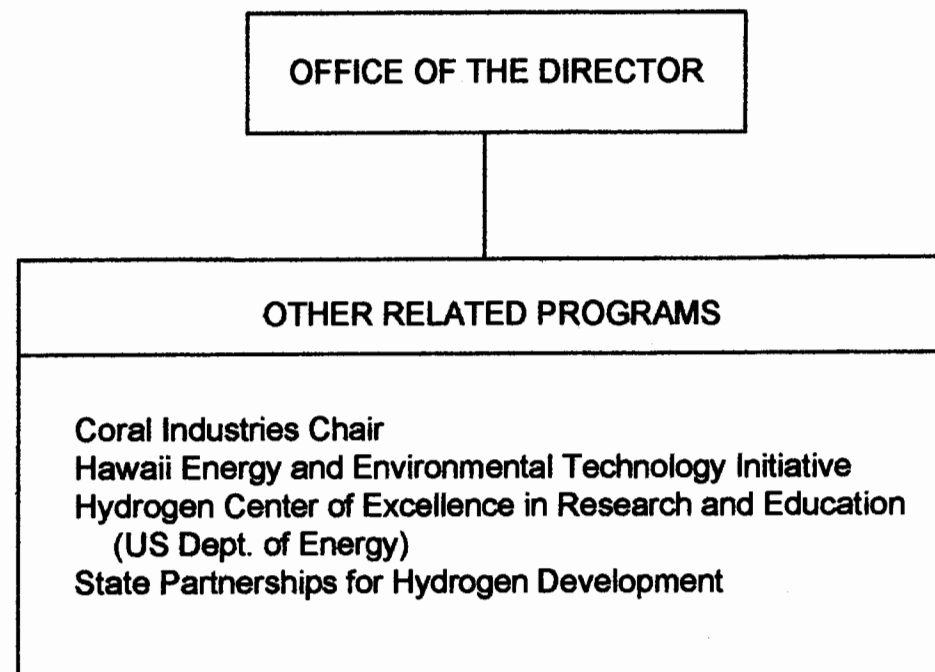 OFFICE OF THE DIRECTOR
OTHER RELATED PROGRAMS
Coral Industries Chair
Hawaii Energy and Environmental Technology Initiative
Hydrogen Center of Excellence in Research and Education
(US Dept. of Energy)
State Partnerships for Hydrogen Development